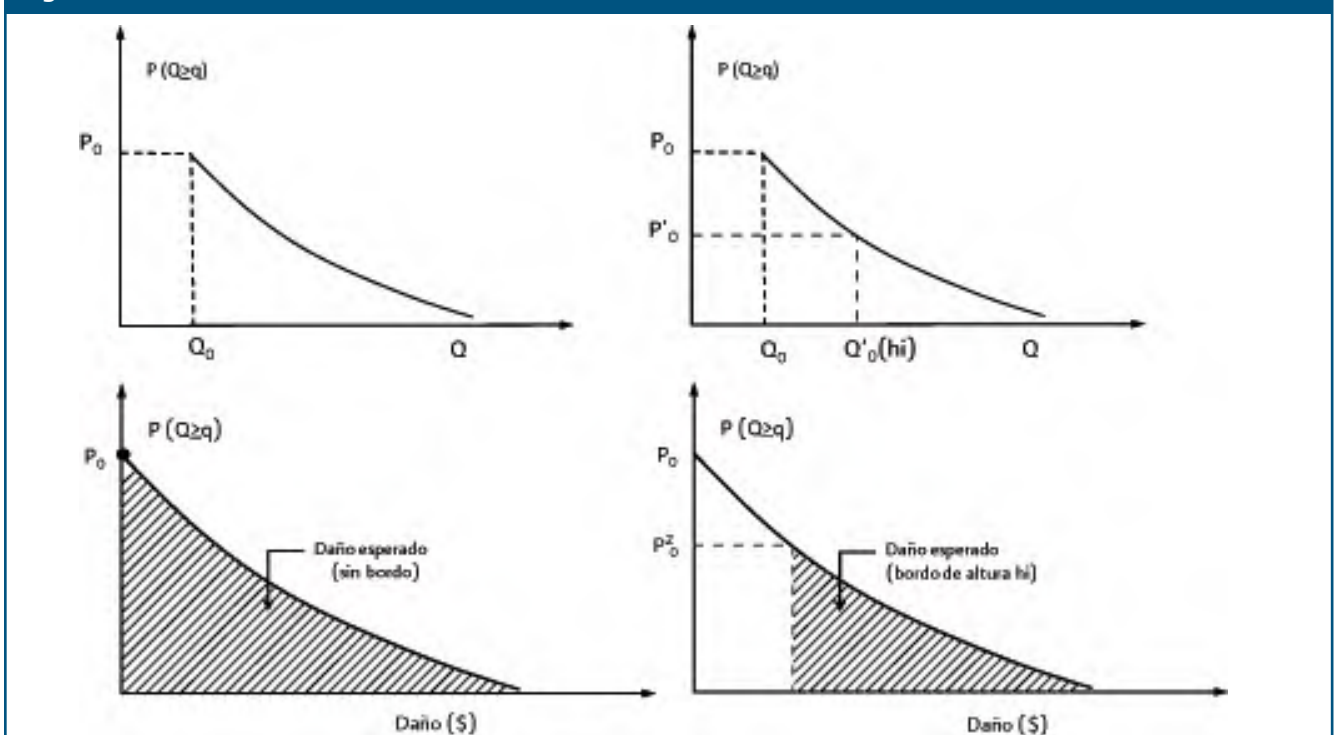 P (Q≥q)
P₀
Q₀
Q
P (Q≥q)
P₀
P'₀
Q₀
Q'₀(hi)
Q
P (Q≥q)
P₀
Daño esperado
(sin bordo)
Daño ($)
P (Q≥q)
P₀
P²₀
Daño esperado
(bordo de altura hi)
Daño ($)